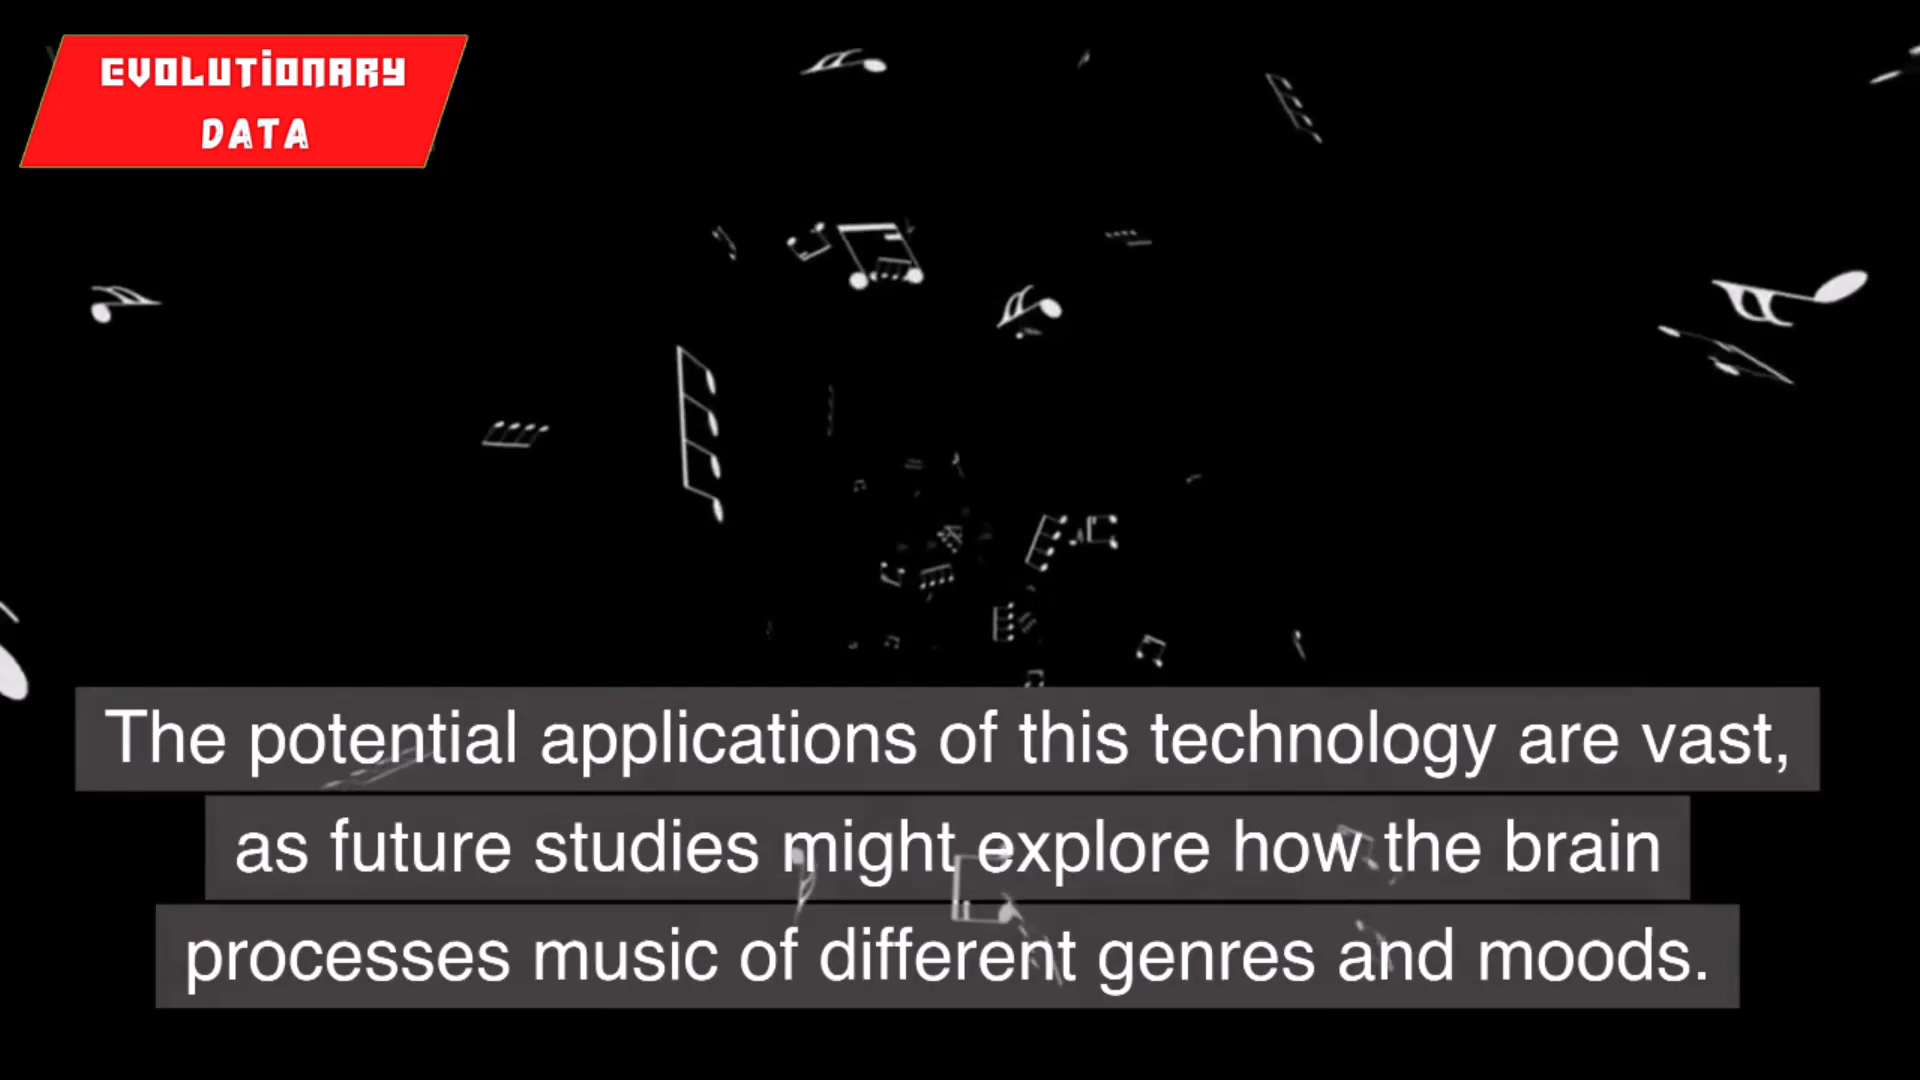 EVOLUTIONARY
DATA
The potential applications of this technology are vast,
as future studies might explore how the brain
processes music of different genres and moods.